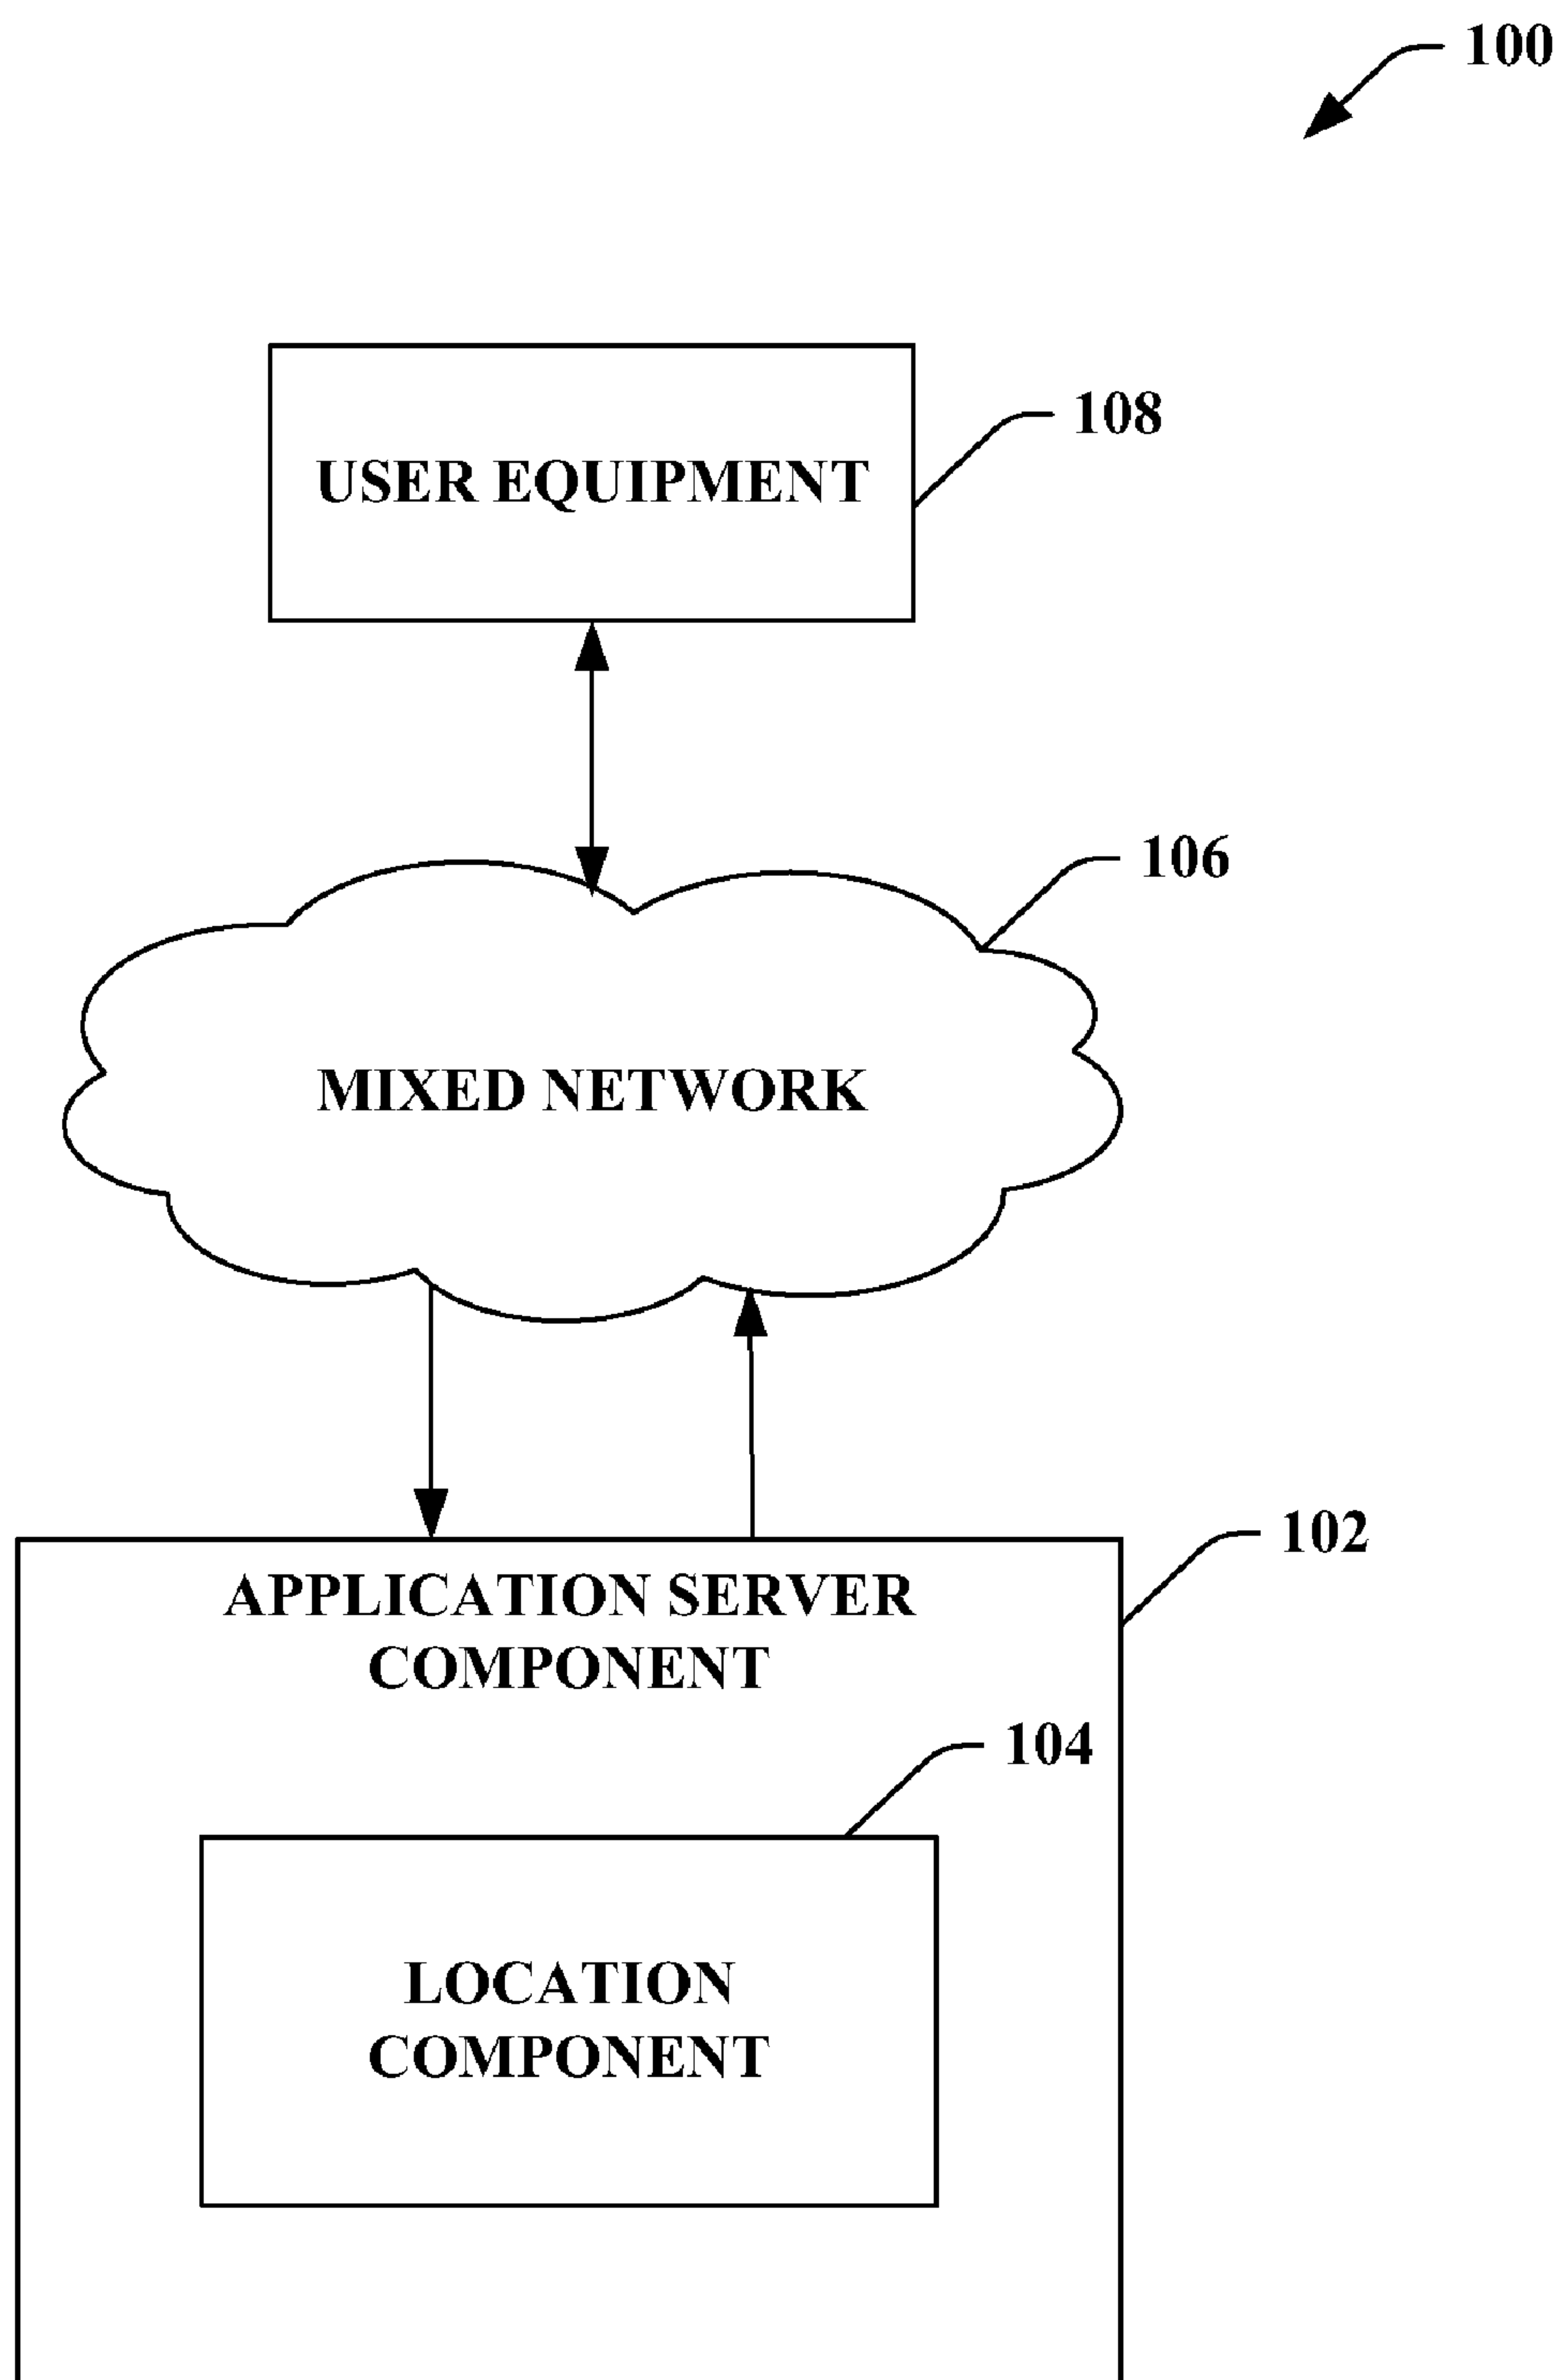 100
108
USER EQUIPMENT
106
MIXED NETWORK
102
APPLICATION SERVER
COMPONENT
104
LOCATION
COMPONENT